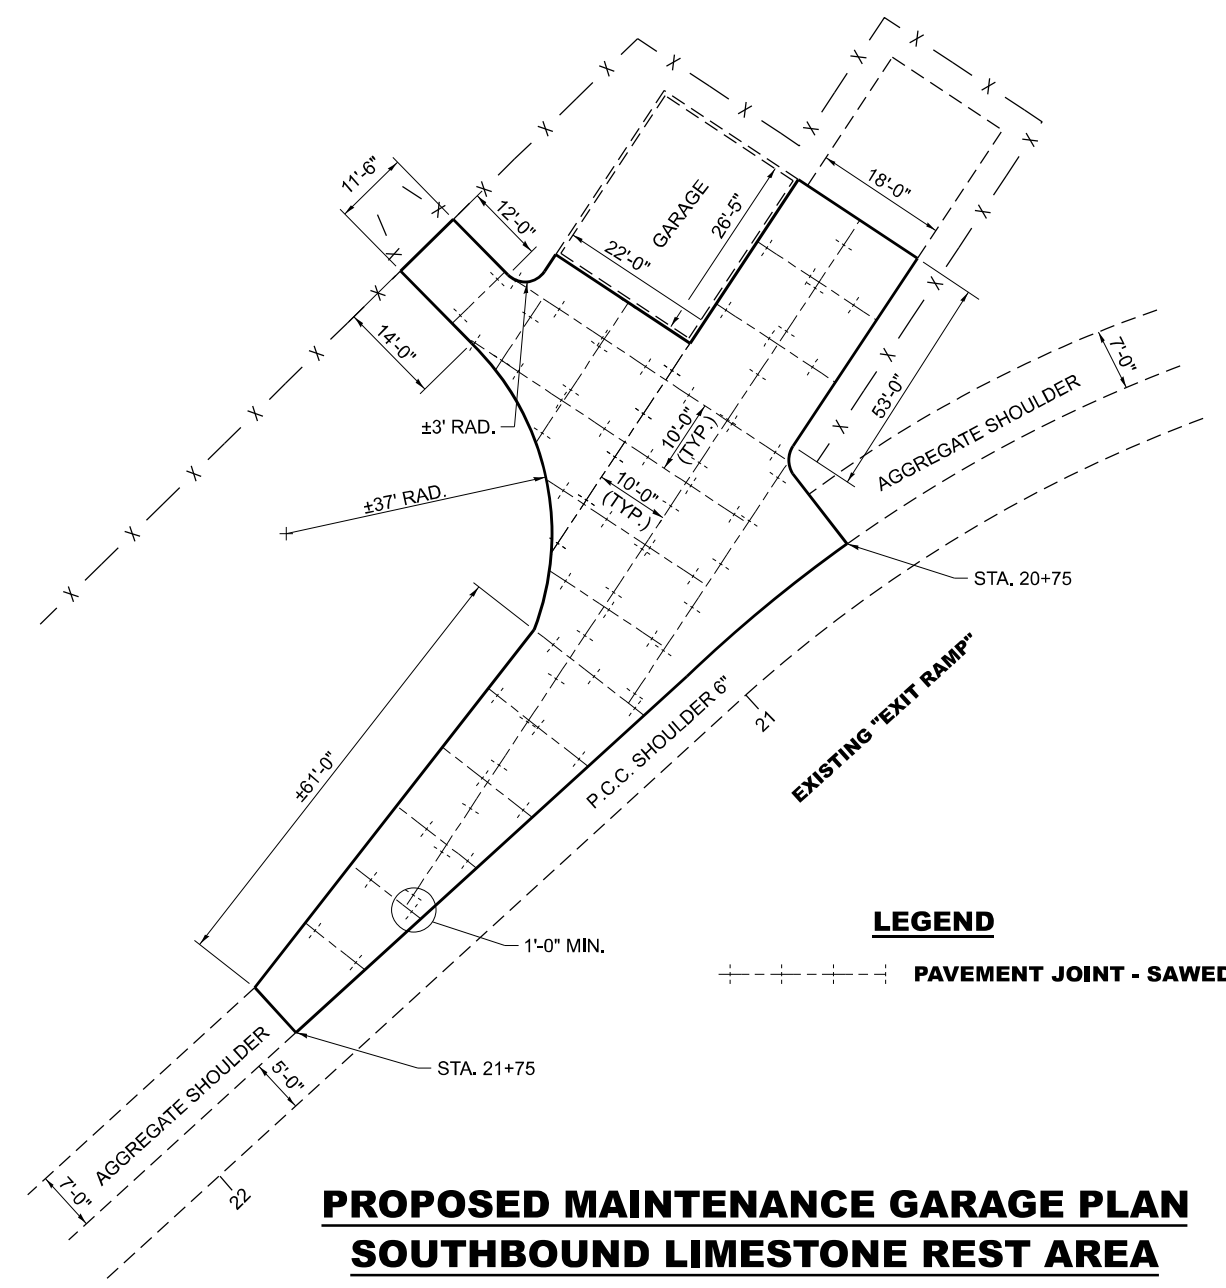 11'-6"
12'-0"
GARAGE
26'-5"
22'-0"
18'-0"
14'-0"
7'-0"
53'-0"
AGGREGATE SHOULDER
±3' RAD.
10'-0"
(TYP.)
10'-0"
(TYP.)
±37' RAD.
STA. 20+75
EXISTING "EXIT RAMP"
21
P.C.C. SHOULDER 6"
±61'-0"
1'-0" MIN.
LEGEND
PAVEMENT JOINT - SAWED
STA. 21+75
5'-0"
AGGREGATE SHOULDER
7'-0"
22
PROPOSED MAINTENANCE GARAGE PLAN
SOUTHBOUND LIMESTONE REST AREA